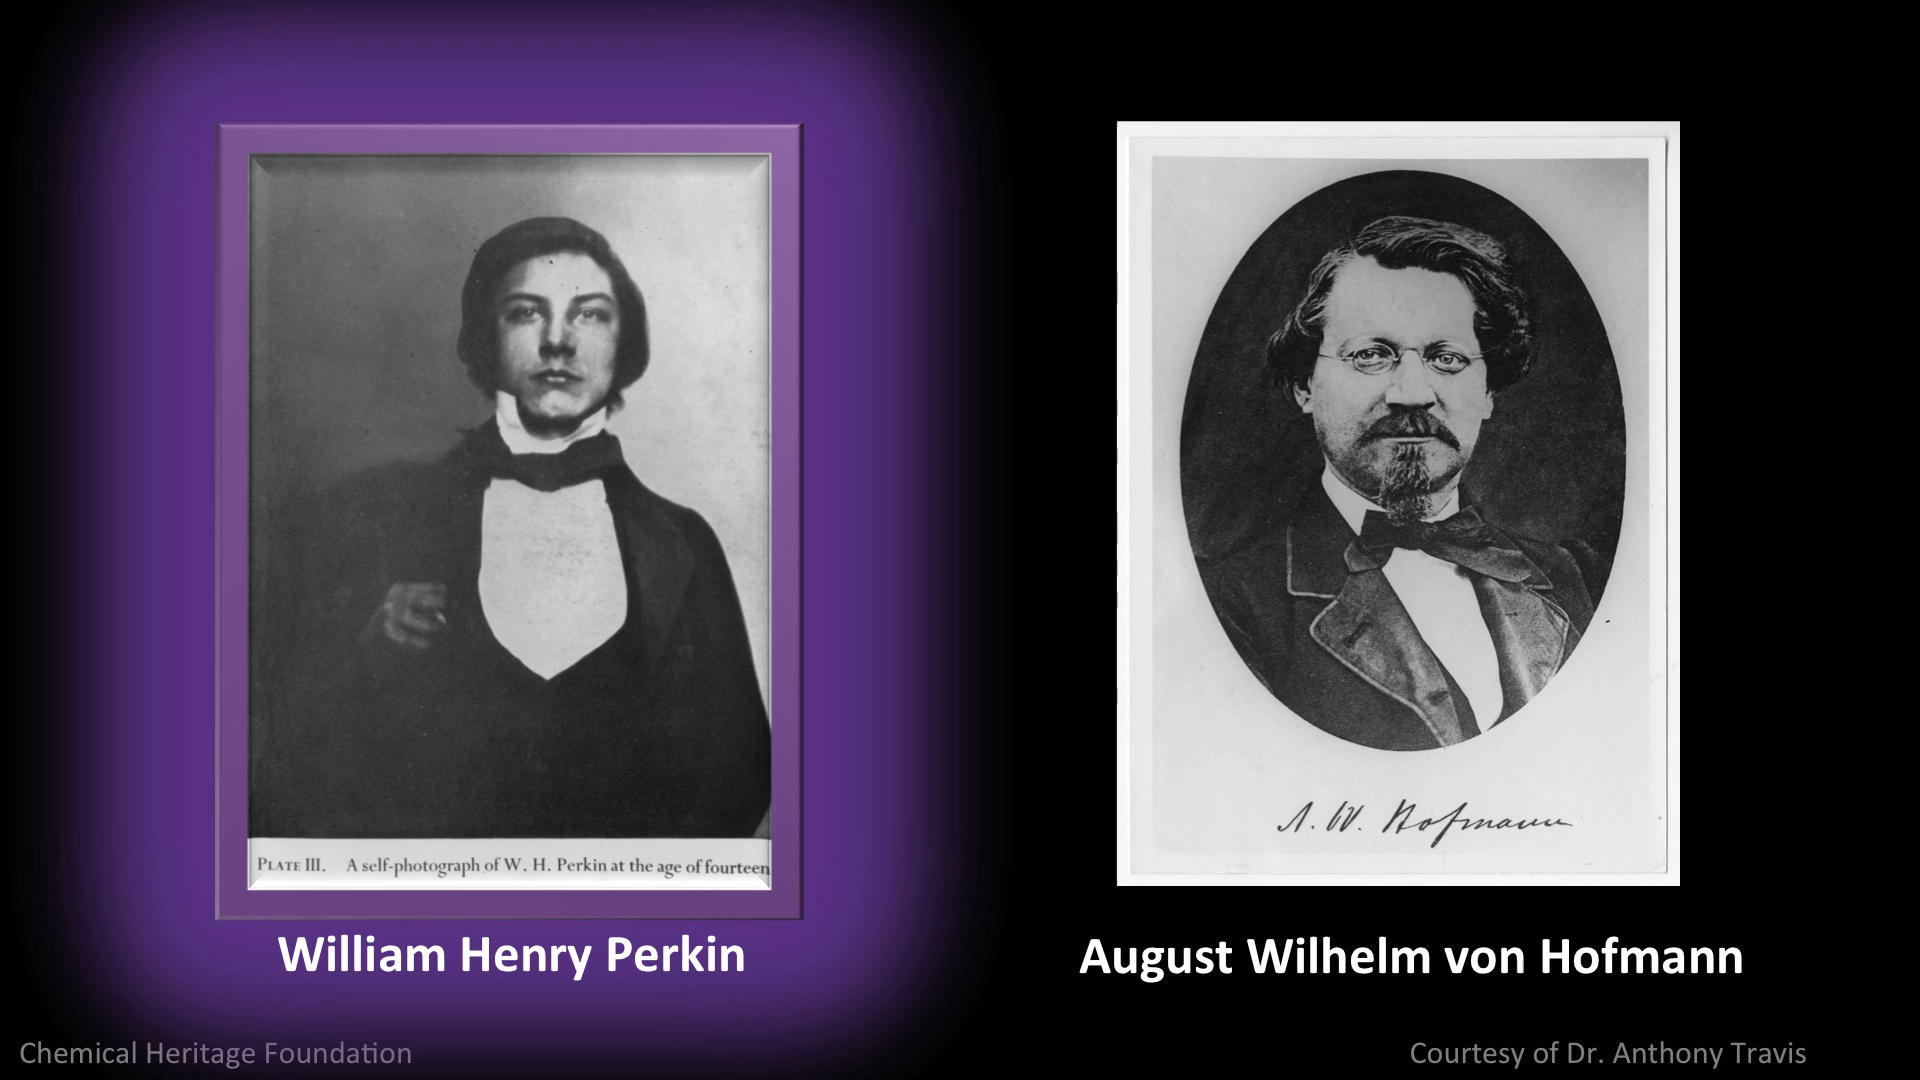 PLATE III. A self-photograph of W. H. Perkin at the age of fourteen
A. W. Hofmann
William Henry Perkin
August Wilhelm von Hofmann
Chemical Heritage Foundation
Courtesy of Dr. Anthony Travis